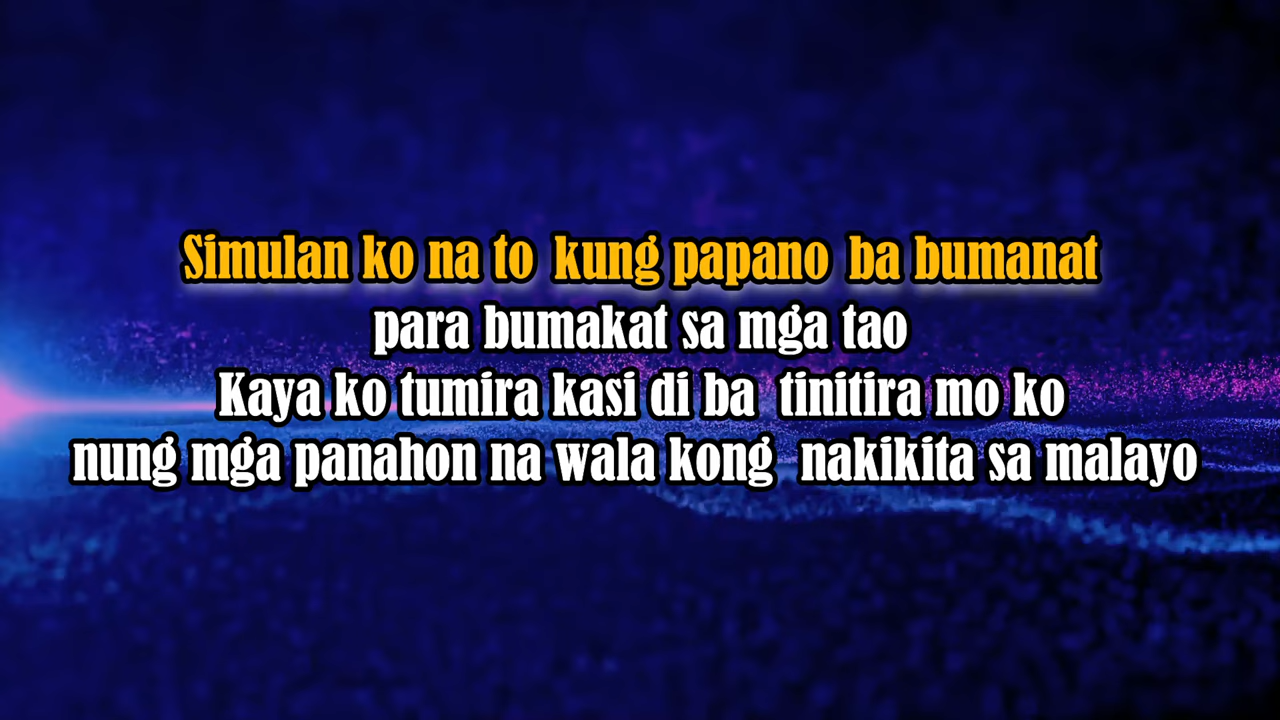 Simulan ko na to kung papano ba bumanat
para bumakat sa mga tao
Kaya ko tumira kasi di ba tinitira mo ko
nung mga panahon na wala kong nakikita sa malayo